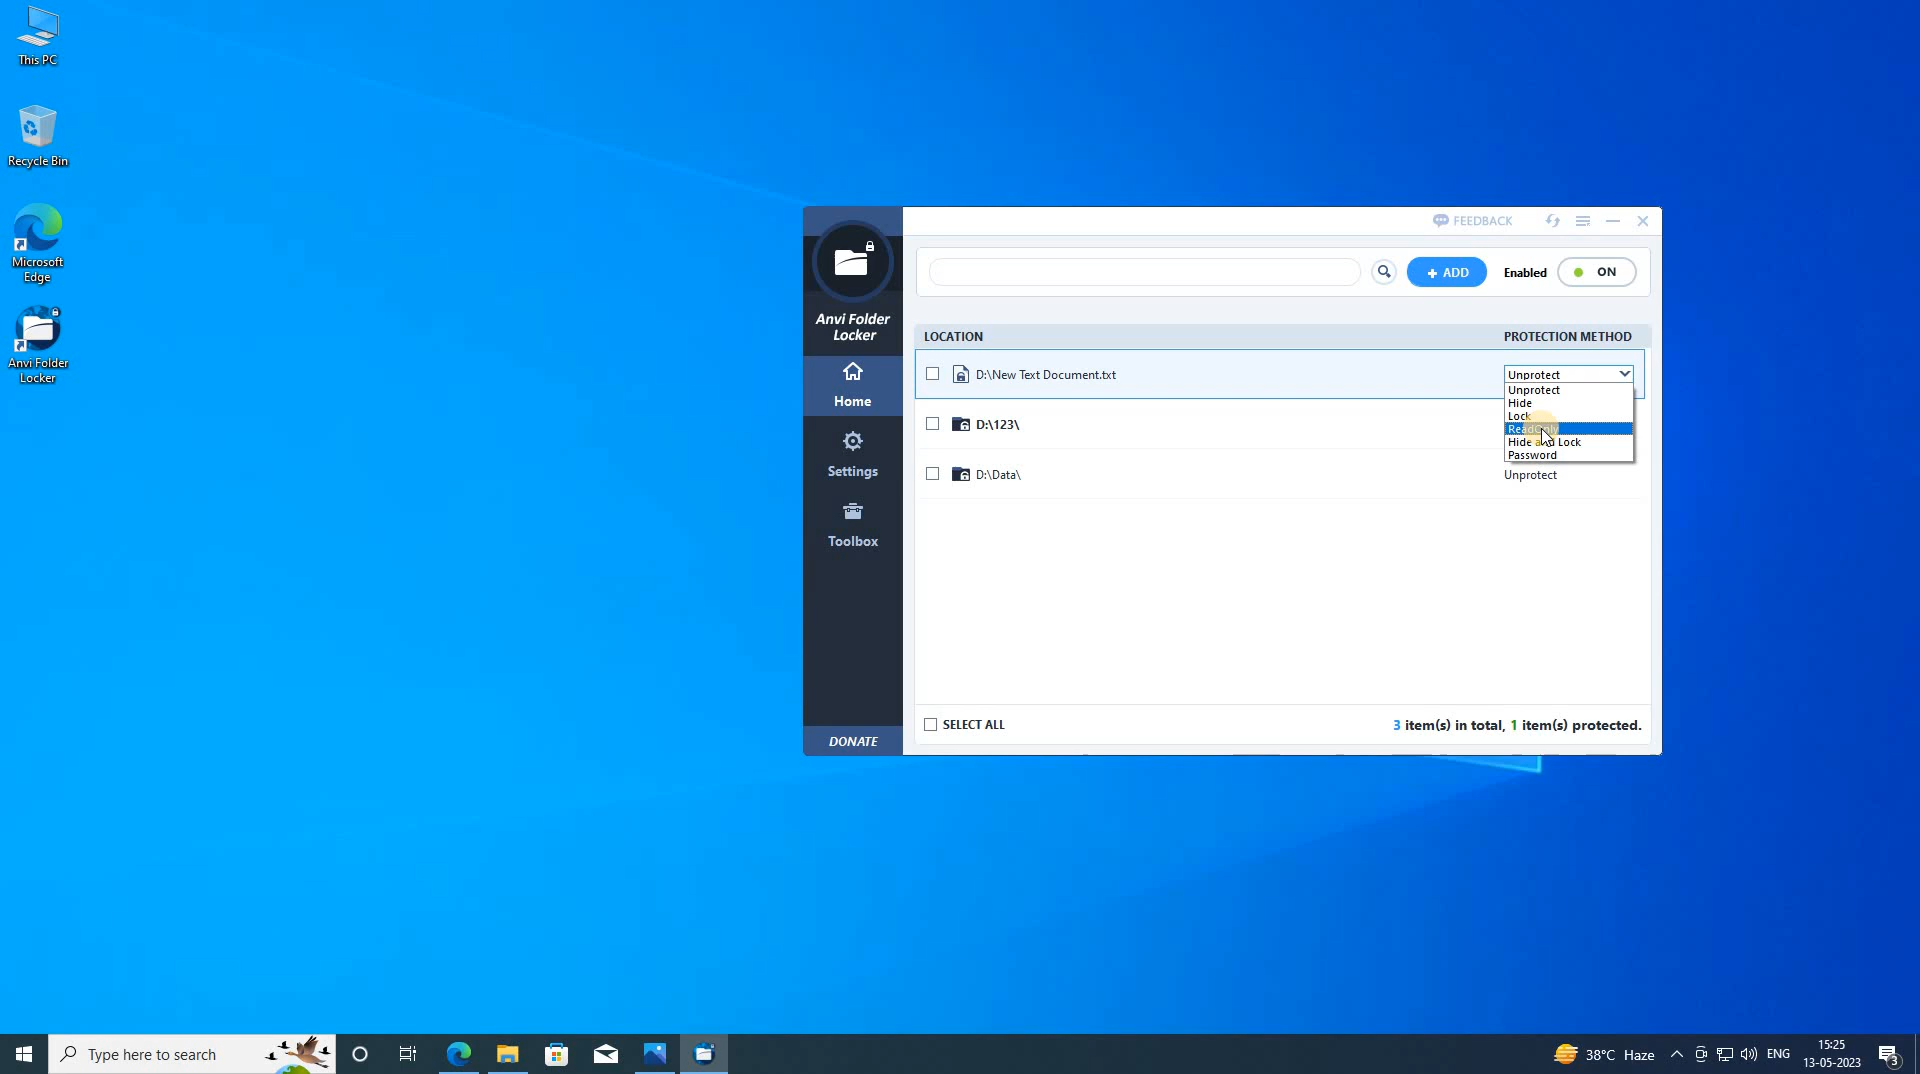 This PC
Recycle Bin
Microsoft
Edge
Anvi Folder
Locker
FEEDBACK
Anvi Folder
Locker
+ ADD
Enabled
ON
LOCATION
PROTECTION METHOD
D:\New Text Document.txt
Unprotect
Unprotect
Hide
Lock
ReadOnly
Hide and Lock
Password
D:\123\
D:\Data\
Unprotect
Home
Settings
Toolbox
DONATE
SELECT ALL
3 item(s) in total, 1 item(s) protected.
Type here to search
38°C Haze
ENG
15:25
13-05-2023
3